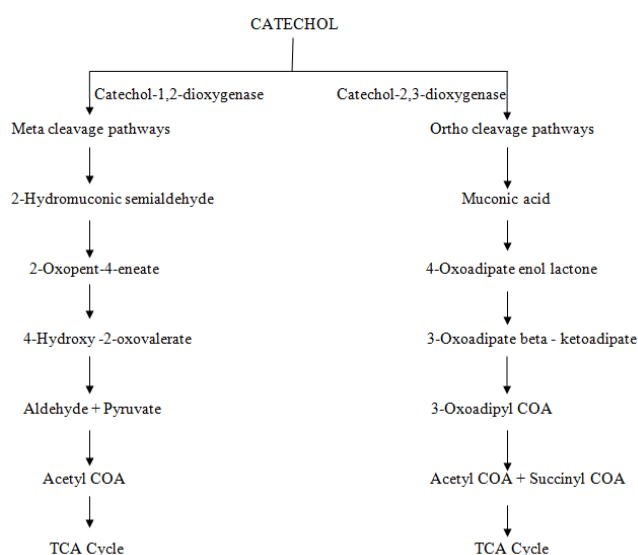 CATECHOL
Catechol-1,2-dioxygenase
Catechol-2,3-dioxygenase
Meta cleavage pathways
Ortho cleavage pathways
2-Hydromuconic semialdehyde
Muconic acid
2-Oxopent-4-eneate
4-Oxoadipate enol lactone
4-Hydroxy -2-oxovalerate
3-Oxoadipate beta - ketoadipate
Aldehyde + Pyruvate
3-Oxoadipyl COA
Acetyl COA
Acetyl COA + Succinyl COA
TCA Cycle
TCA Cycle